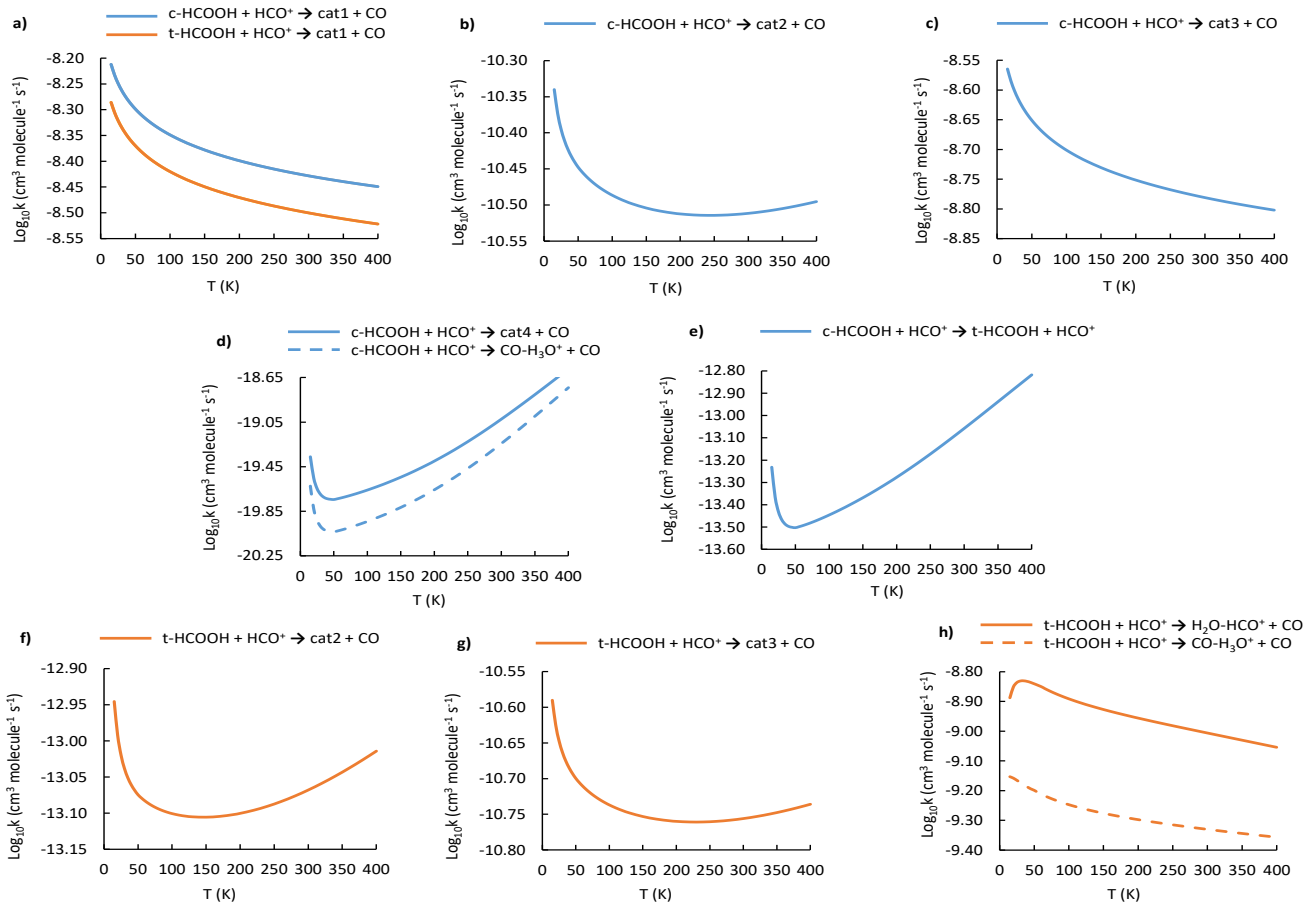 a)
c-HCOOH + HCO⁺ → cat1 + CO
t-HCOOH + HCO⁺ → cat1 + CO
Log₁₀k (cm³ molecule⁻¹ s⁻¹)
-8.20
-8.25
-8.30
-8.35
-8.40
-8.45
-8.50
-8.55
0 50 100 150 200 250 300 350 400
T (K)
b)
c-HCOOH + HCO⁺ → cat2 + CO
Log₁₀k (cm³ molecule⁻¹ s⁻¹)
-10.30
-10.35
-10.40
-10.45
-10.50
-10.55
0 50 100 150 200 250 300 350 400
T (K)
c)
c-HCOOH + HCO⁺ → cat3 + CO
Log₁₀k (cm³ molecule⁻¹ s⁻¹)
-8.55
-8.60
-8.65
-8.70
-8.75
-8.80
-8.85
0 50 100 150 200 250 300 350 400
T (K)
d)
c-HCOOH + HCO⁺ → cat4 + CO
c-HCOOH + HCO⁺ → CO-H₃O⁺ + CO
Log₁₀k (cm³ molecule⁻¹ s⁻¹)
-18.65
-19.05
-19.45
-19.85
-20.25
0 50 100 150 200 250 300 350 400
T (K)
e)
c-HCOOH + HCO⁺ → t-HCOOH + HCO⁺
Log₁₀k (cm³ molecule⁻¹ s⁻¹)
-12.80
-12.90
-13.00
-13.10
-13.20
-13.30
-13.40
-13.50
-13.60
0 50 100 150 200 250 300 350 400
T (K)
f)
t-HCOOH + HCO⁺ → cat2 + CO
Log₁₀k (cm³ molecule⁻¹ s⁻¹)
-12.90
-12.95
-13.00
-13.05
-13.10
-13.15
0 50 100 150 200 250 300 350 400
T (K)
g)
t-HCOOH + HCO⁺ → cat3 + CO
Log₁₀k (cm³ molecule⁻¹ s⁻¹)
-10.55
-10.60
-10.65
-10.70
-10.75
-10.80
0 50 100 150 200 250 300 350 400
T (K)
h)
t-HCOOH + HCO⁺ → H₂O-HCO⁺ + CO
t-HCOOH + HCO⁺ → CO-H₃O⁺ + CO
Log₁₀k (cm³ molecule⁻¹ s⁻¹)
-8.80
-8.90
-9.00
-9.10
-9.20
-9.30
-9.40
0 50 100 150 200 250 300 350 400
T (K)